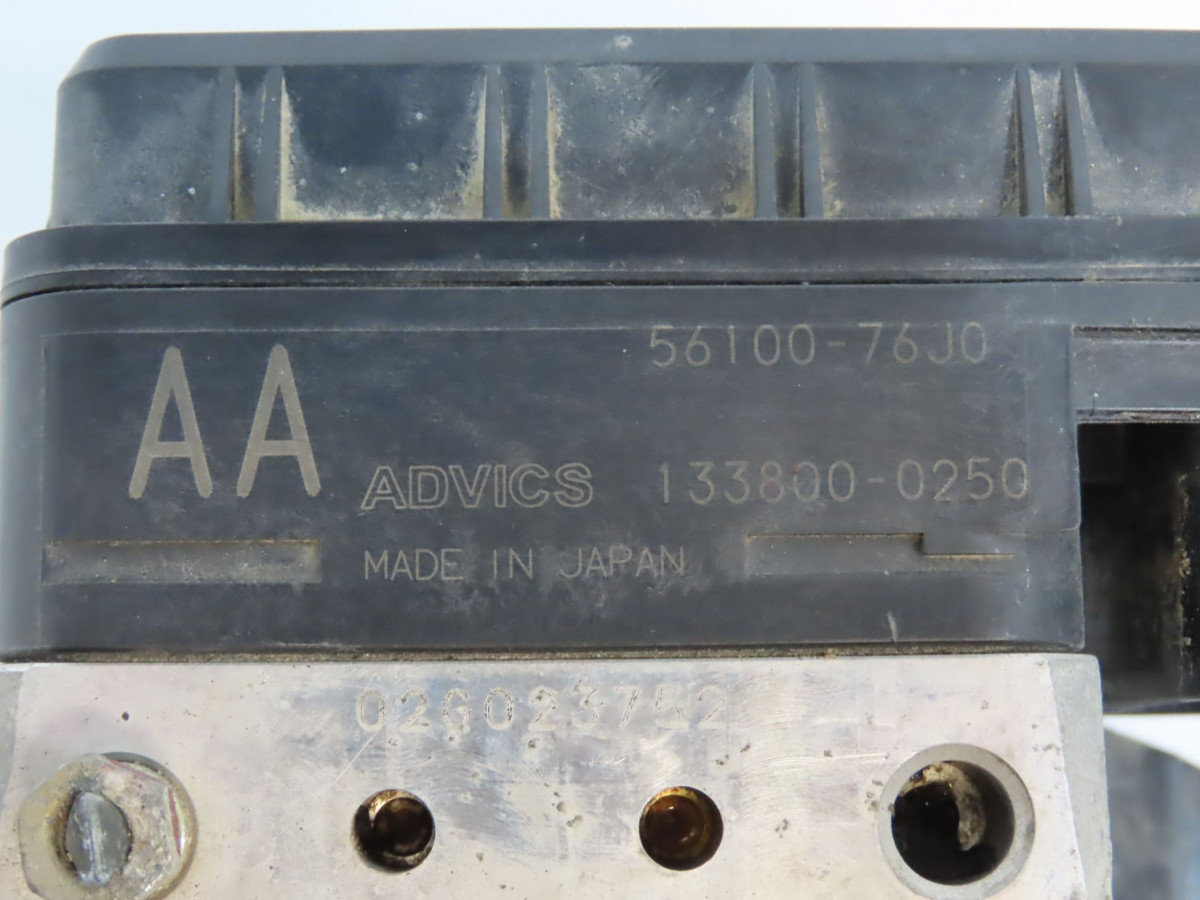 AA
56100-76J0
ADVICS 133800-0250
MADE IN JAPAN
02G023752